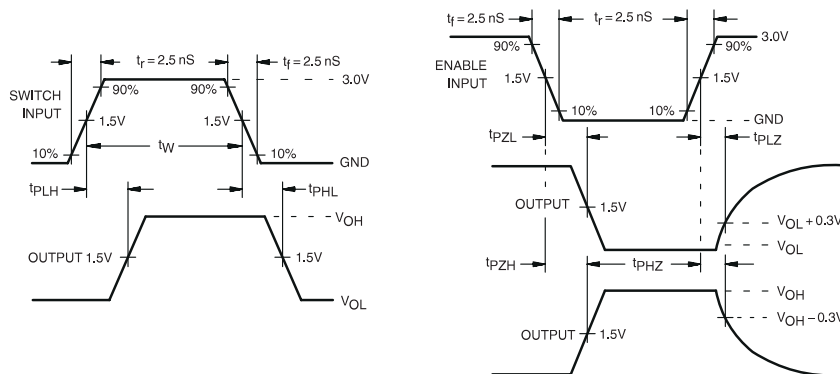 tr = 2.5 nS
tf = 2.5 nS
90%
90%
3.0V
SWITCH
INPUT
1.5V
1.5V
tW
10%
10%
GND
tPLH
tPHL
VOH
OUTPUT 1.5V
1.5V
VOL
tf = 2.5 nS
tr = 2.5 nS
3.0V
90%
90%
ENABLE
INPUT
1.5V
1.5V
10%
10%
GND
tPZL
tPLZ
OUTPUT
1.5V
VOL + 0.3V
VOL
tPZH
tPHZ
VOH
VOH – 0.3V
OUTPUT
1.5V